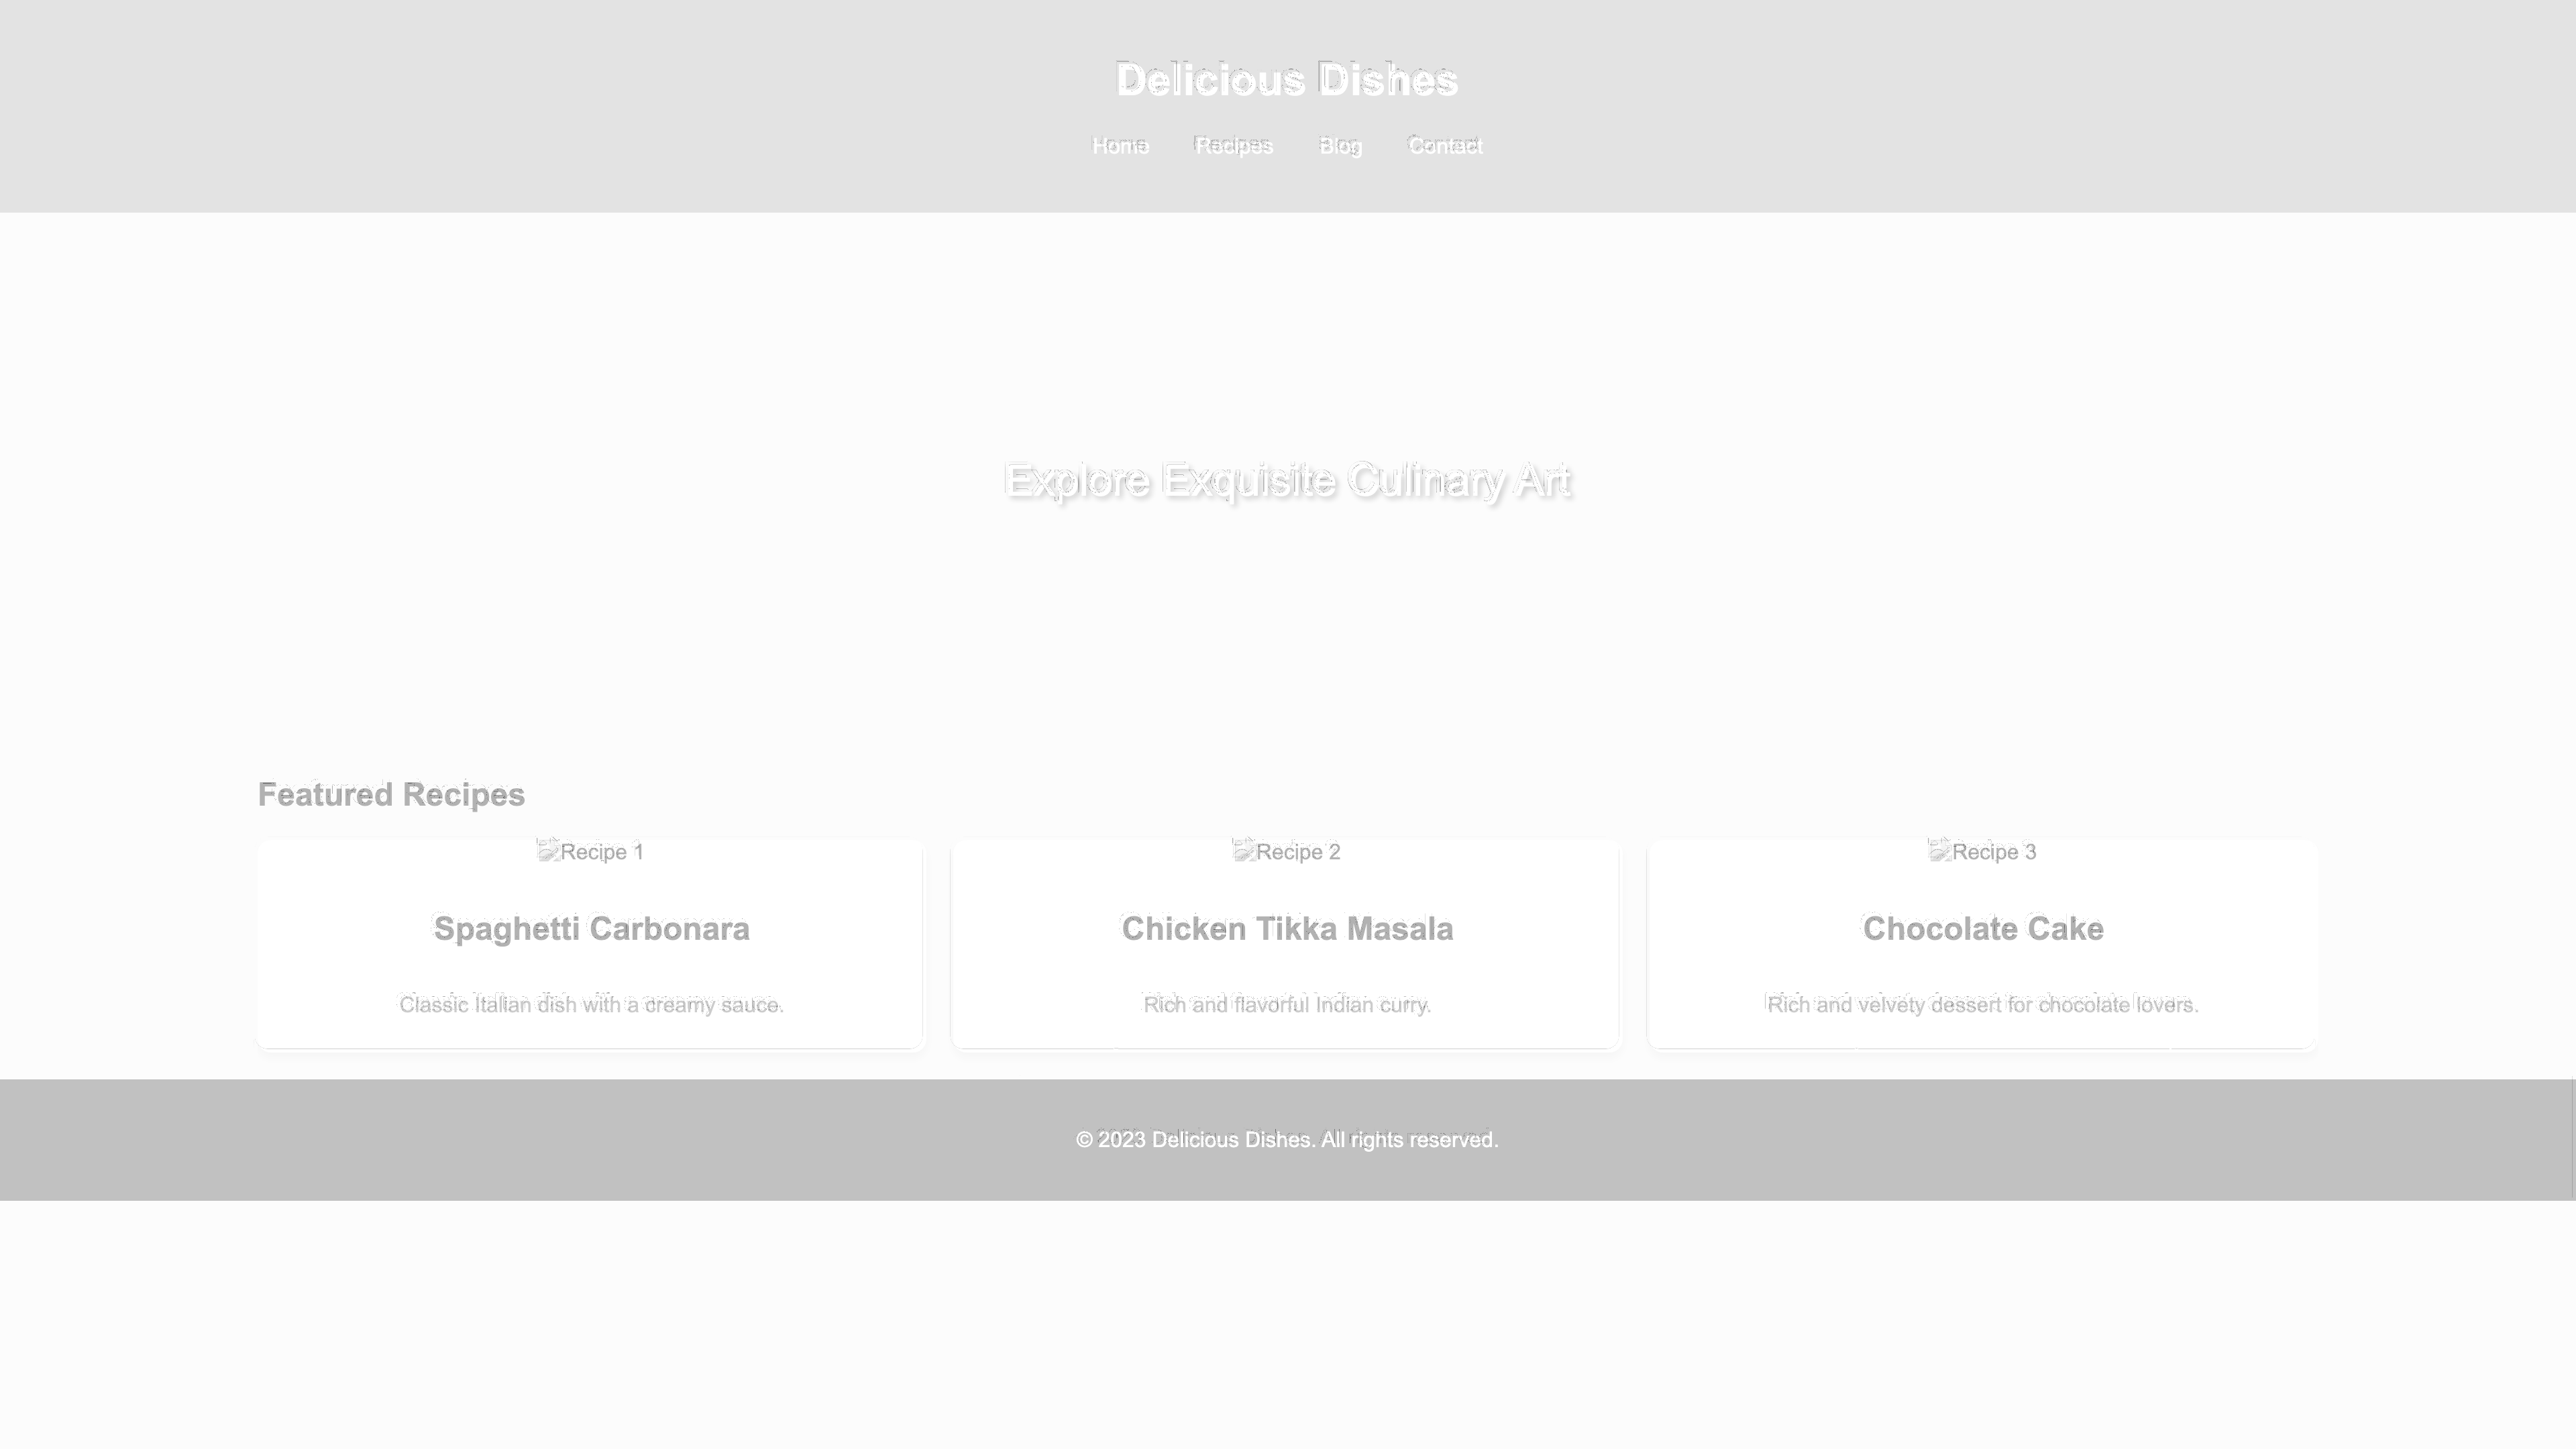 Delicious Dishes
Home Recipes Blog Contact
Explore Exquisite Culinary Art
Featured Recipes
Recipe 1 Recipe 2 Recipe 3
Spaghetti Carbonara Chicken Tikka Masala Chocolate Cake
Classic Italian dish with a creamy sauce. Rich and flavorful Indian curry. Rich and velvety dessert for chocolate lovers.
© 2023 Delicious Dishes. All rights reserved.